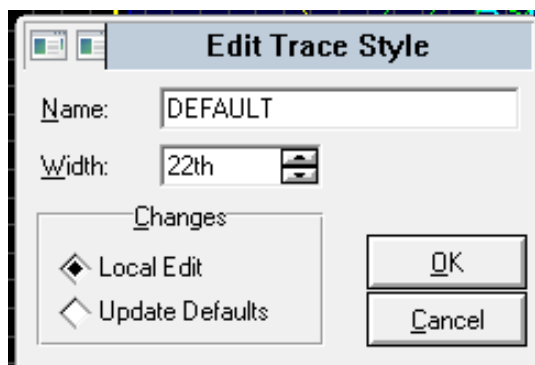 Edit Trace Style
Name: DEFAULT
Width: 22th
Changes
Local Edit
Update Defaults
OK
Cancel